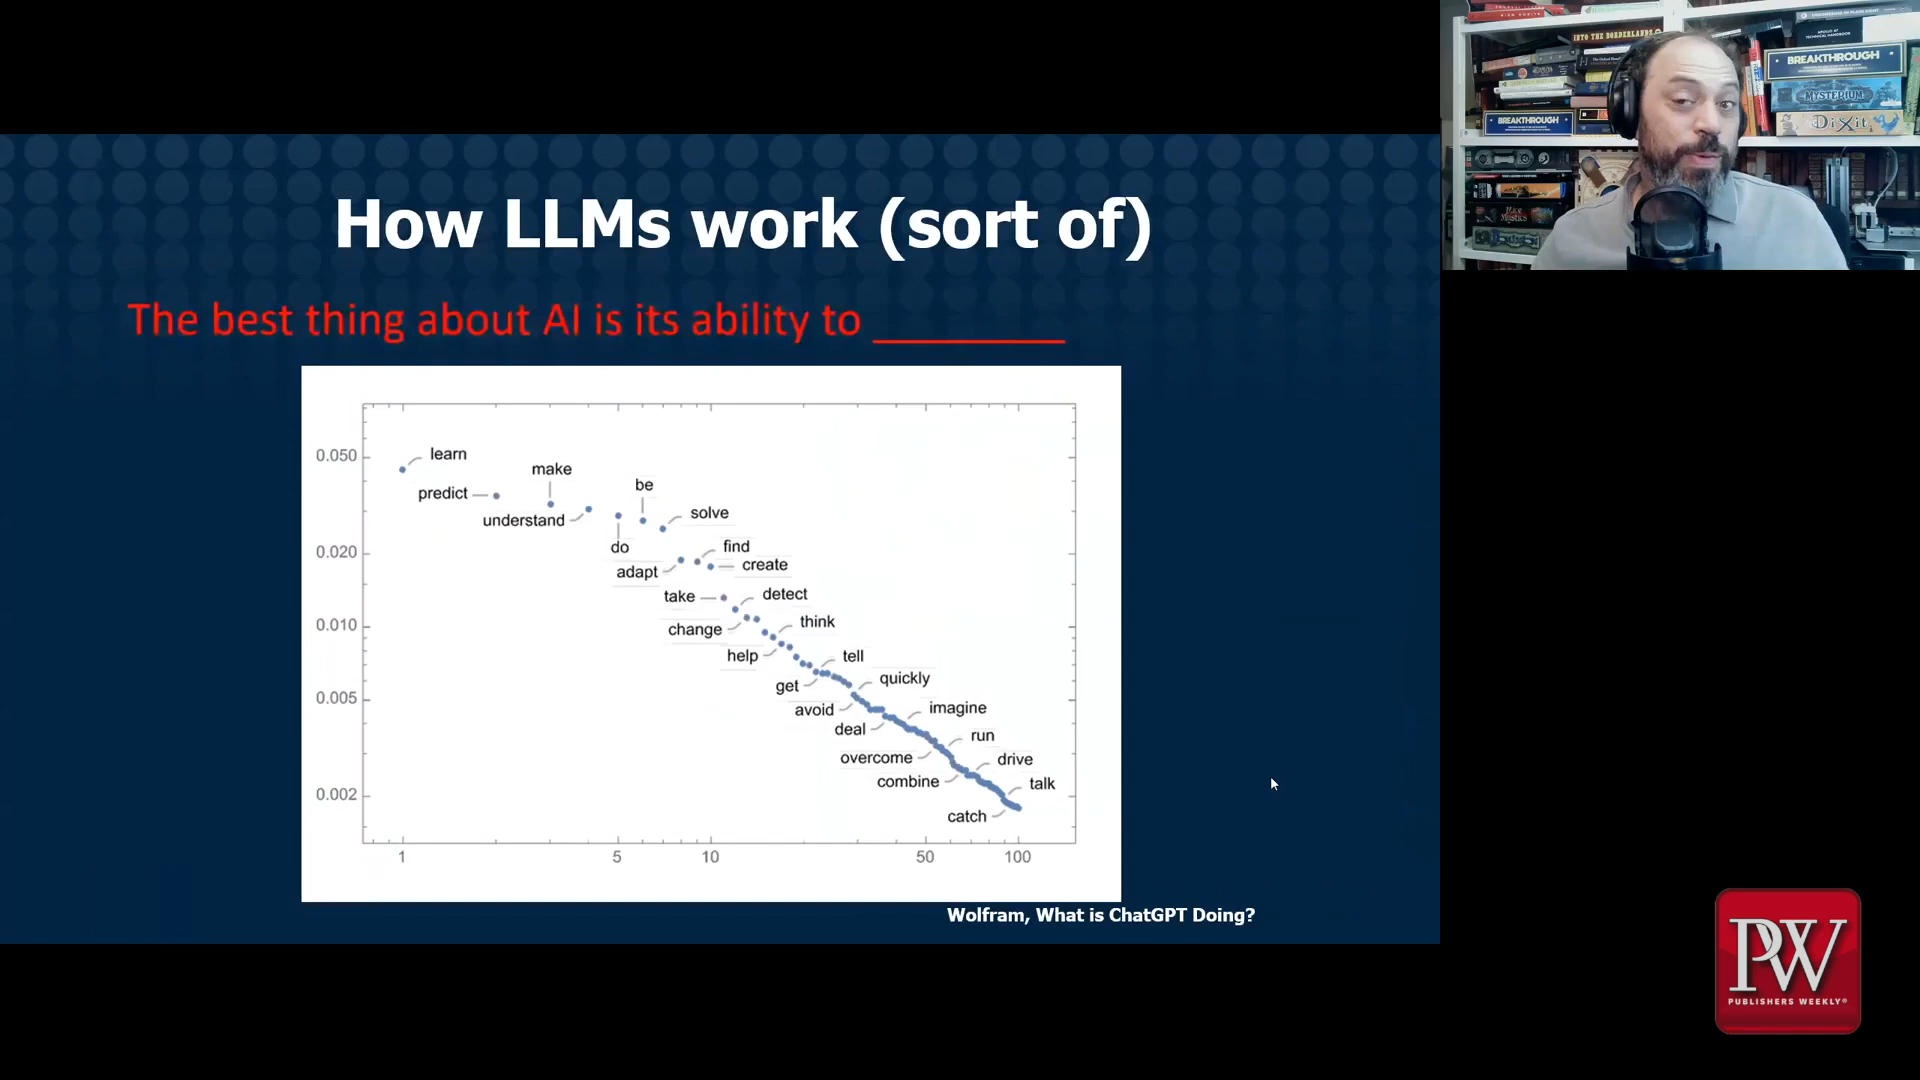 How LLMs work (sort of)
The best thing about AI is its ability to ________
learn
make
predict
be
understand
solve
do
find
adapt
create
take
detect
change
think
help
tell
get
quickly
avoid
imagine
deal
run
overcome
drive
combine
talk
catch
0.050
0.020
0.010
0.005
0.002
1
5
10
50
100
Wolfram, What is ChatGPT Doing?
INTO THE BORDERLANDS
BREAKTHROUGH
MYSTERIUM
DiXit
BREAKTHROUGH
PW
PUBLISHERS WEEKLY®